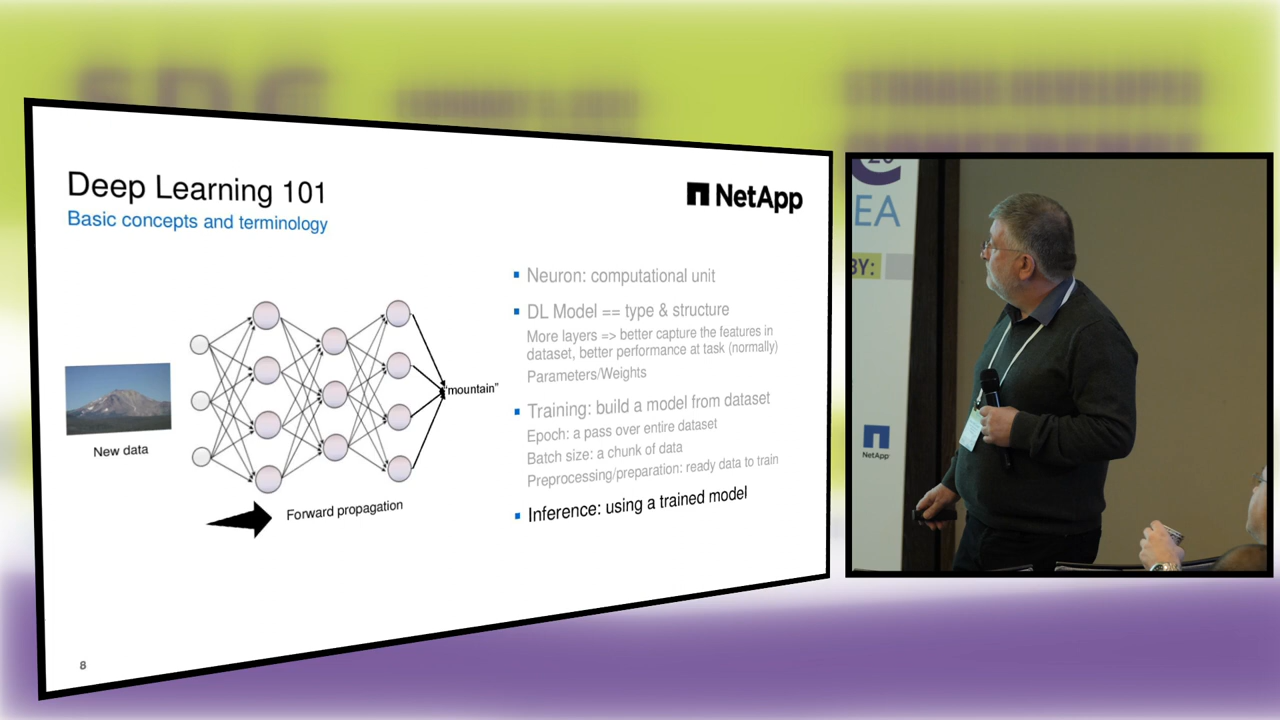 Deep Learning 101
Basic concepts and terminology
NetApp
Neuron: computational unit
DL Model == type & structure
More layers => better capture the features in
dataset, better performance at task (normally)
Parameters/Weights
Training: build a model from dataset
Epoch: a pass over entire dataset
Batch size: a chunk of data
Preprocessing/preparation: ready data to train
Inference: using a trained model
"mountain"
New data
Forward propagation
8
EA
BY:
NetApp